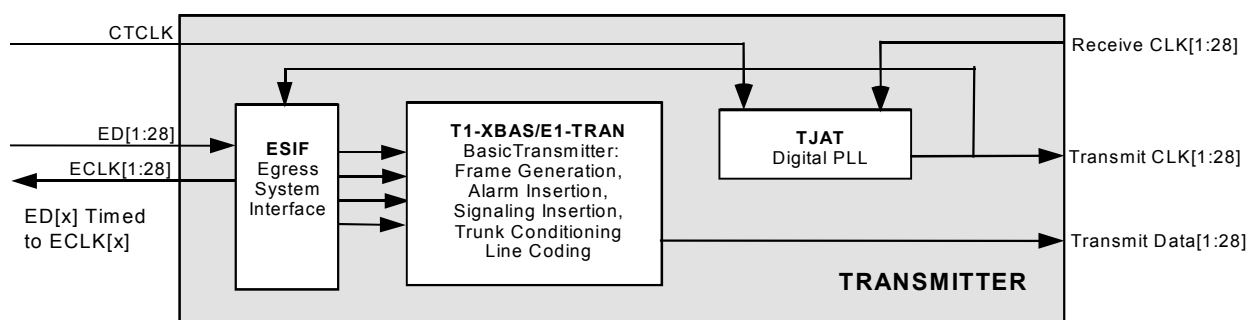 CTCLK
Receive CLK[1:28]
ED[1:28]
ECLK[1:28]
ED[x] Timed
to ECLK[x]
ESIF
Egress
System
Interface
T1-XBAS/E1-TRAN
BasicTransmitter:
Frame Generation,
Alarm Insertion,
Signaling Insertion,
Trunk Conditioning
Line Coding
TJAT
Digital PLL
Transmit CLK[1:28]
Transmit Data[1:28]
TRANSMITTER